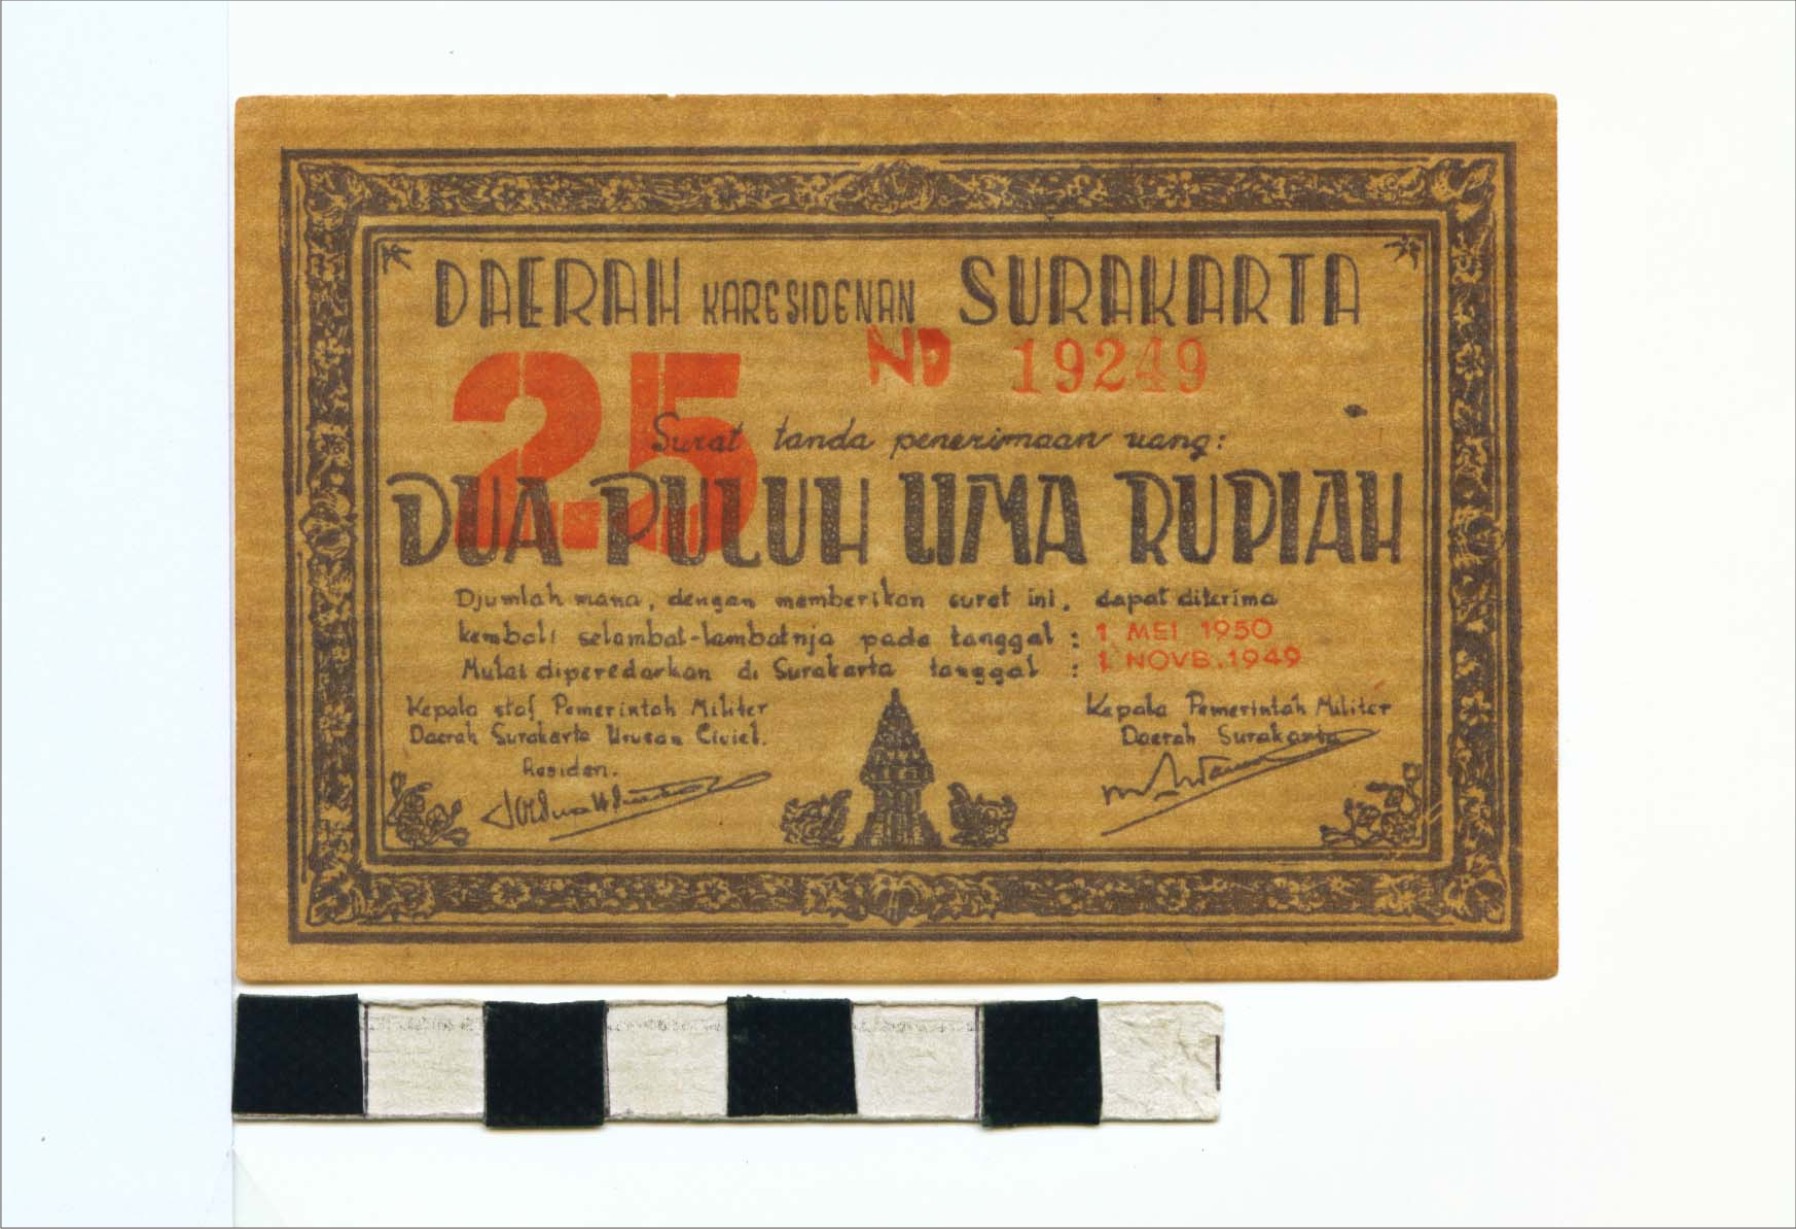 DAERAH KARESIDENAN SURAKARTA
25
ND 19249
Surat tanda penerimaan uang:
DUA PULUH LIMA RUPIAH
Djumlah mana, dengan memberikan surat ini, dapat diterima
kembali selambat-lambatnja pada tanggal : 1 MEI 1950
Mulai diperedarkan di Surakarta tanggal : 1 NOVB.1949
Kepala staf Pemerintah Militer
Daerah Surakarta Urusan Civiel.
Residen.
Kepala Pemerintah Militer
Daerah Surakarta